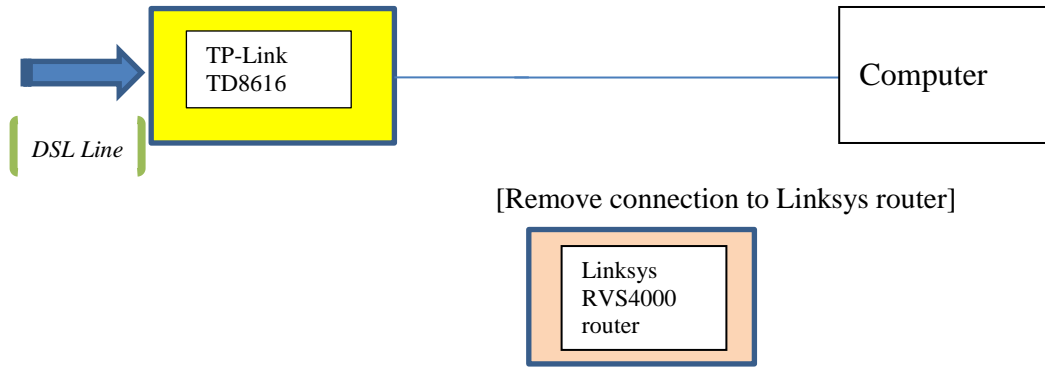 TP-Link
TD8616
Computer
DSL Line
[Remove connection to Linksys router]
Linksys
RVS4000
router